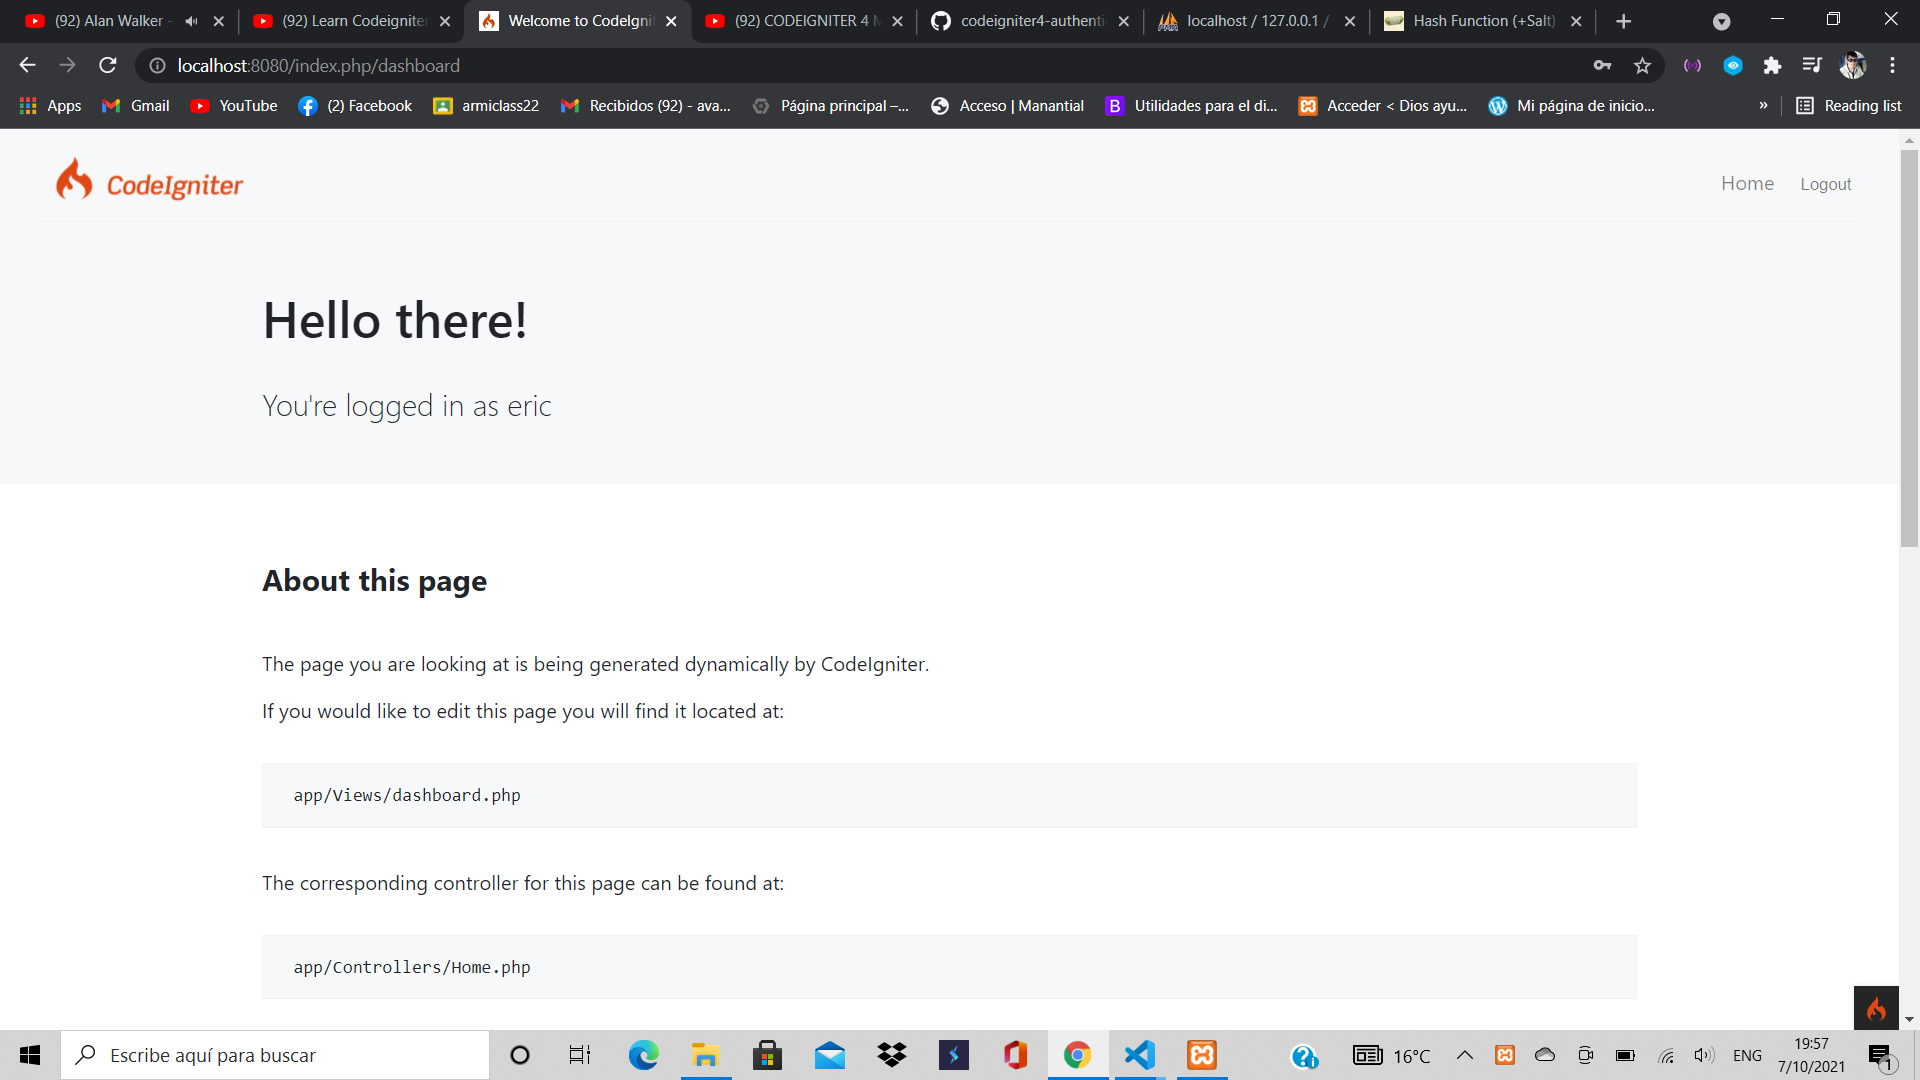 (92) Alan Walker -
(92) Learn Codeigniter
Welcome to CodeIgnit
(92) CODEIGNITER 4 M
codeigniter4-authenti
localhost / 127.0.0.1 /
Hash Function (+Salt)
localhost:8080/index.php/dashboard
Apps
Gmail
YouTube
(2) Facebook
armiclass22
Recibidos (92) - ava...
Página principal –...
Acceso | Manantial
B
Utilidades para el di...
Acceder < Dios ayu...
Mi página de inicio...
»
Reading list
CodeIgniter
Home
Logout
Hello there!
You're logged in as eric
About this page
The page you are looking at is being generated dynamically by CodeIgniter.
If you would like to edit this page you will find it located at:
app/Views/dashboard.php
The corresponding controller for this page can be found at:
app/Controllers/Home.php
Escribe aquí para buscar
16°C
ENG
19:57
7/10/2021
1